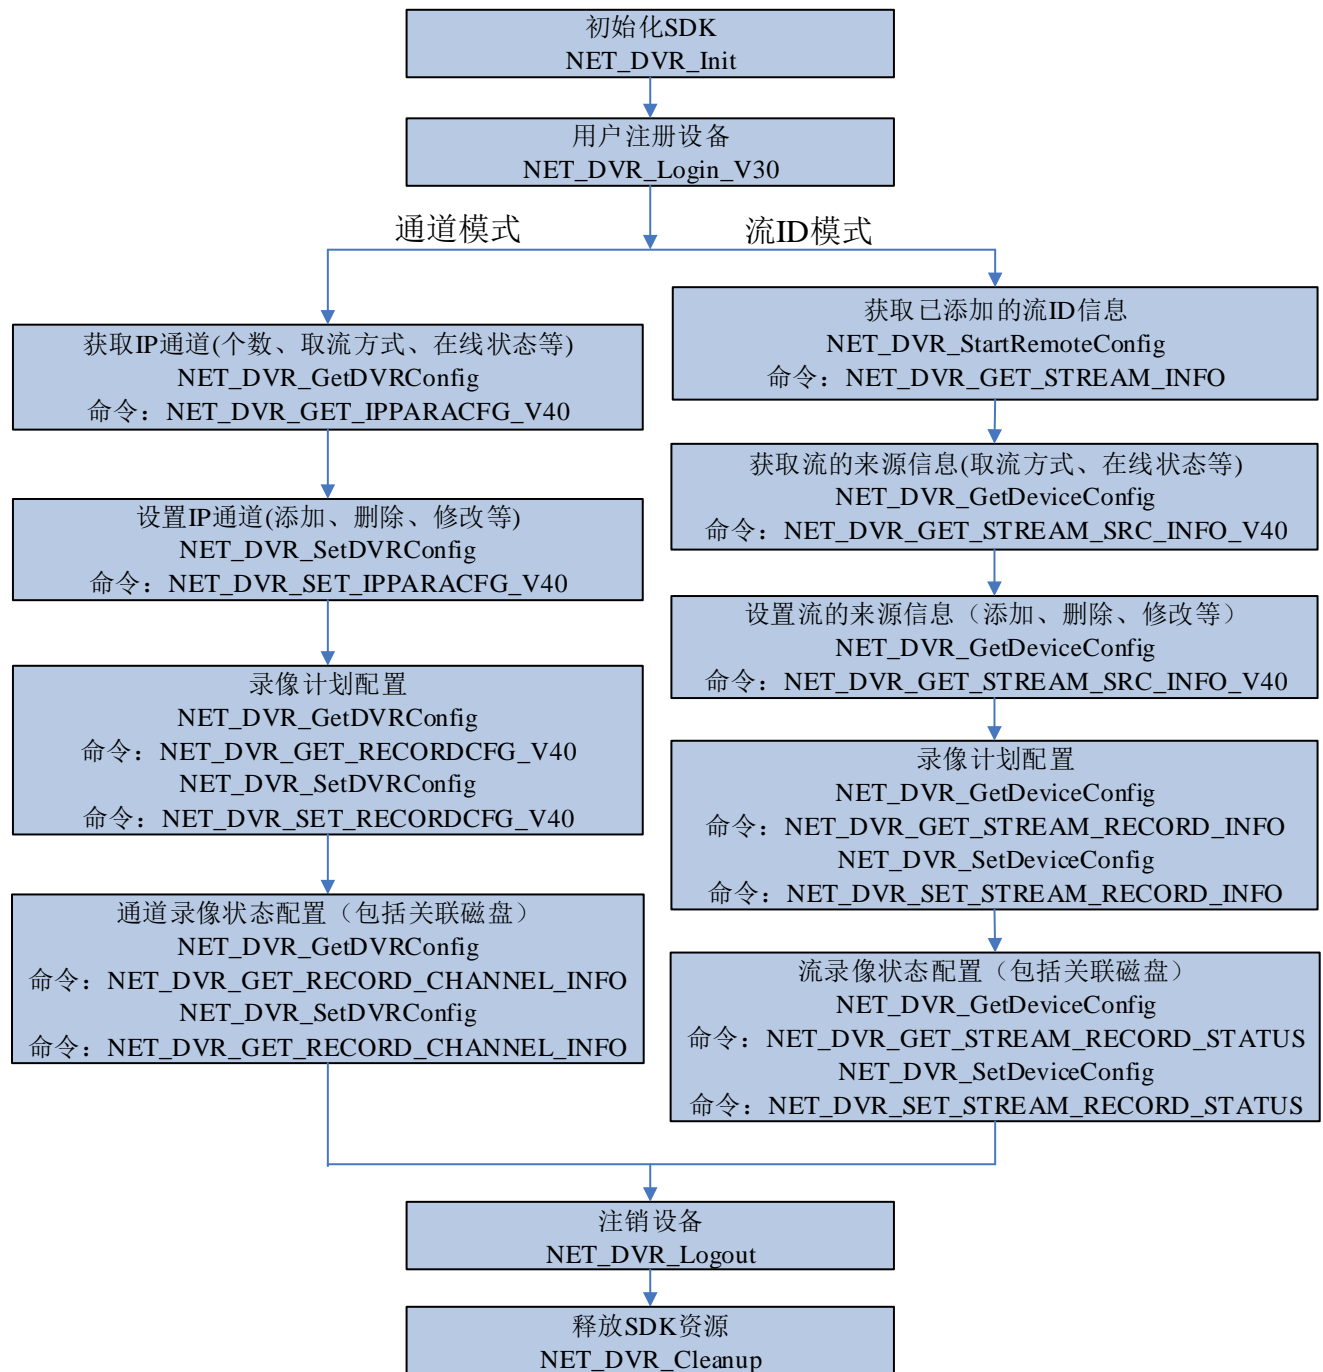 初始化SDK
NET_DVR_Init
用户注册设备
NET_DVR_Login_V30
通道模式
流ID模式
获取IP通道(个数、取流方式、在线状态等)
NET_DVR_GetDVRConfig
命令：NET_DVR_GET_IPPARACFG_V40
设置IP通道(添加、删除、修改等)
NET_DVR_SetDVRConfig
命令：NET_DVR_SET_IPPARACFG_V40
录像计划配置
NET_DVR_GetDVRConfig
命令：NET_DVR_GET_RECORDCFG_V40
NET_DVR_SetDVRConfig
命令：NET_DVR_SET_RECORDCFG_V40
通道录像状态配置（包括关联磁盘）
NET_DVR_GetDVRConfig
命令：NET_DVR_GET_RECORD_CHANNEL_INFO
NET_DVR_SetDVRConfig
命令：NET_DVR_GET_RECORD_CHANNEL_INFO
获取已添加的流ID信息
NET_DVR_StartRemoteConfig
命令：NET_DVR_GET_STREAM_INFO
获取流的来源信息(取流方式、在线状态等)
NET_DVR_GetDeviceConfig
命令：NET_DVR_GET_STREAM_SRC_INFO_V40
设置流的来源信息（添加、删除、修改等）
NET_DVR_GetDeviceConfig
命令：NET_DVR_GET_STREAM_SRC_INFO_V40
录像计划配置
NET_DVR_GetDeviceConfig
命令：NET_DVR_GET_STREAM_RECORD_INFO
NET_DVR_SetDeviceConfig
命令：NET_DVR_SET_STREAM_RECORD_INFO
流录像状态配置（包括关联磁盘）
NET_DVR_GetDeviceConfig
命令：NET_DVR_GET_STREAM_RECORD_STATUS
NET_DVR_SetDeviceConfig
命令：NET_DVR_SET_STREAM_RECORD_STATUS
注销设备
NET_DVR_Logout
释放SDK资源
NET_DVR_Cleanup